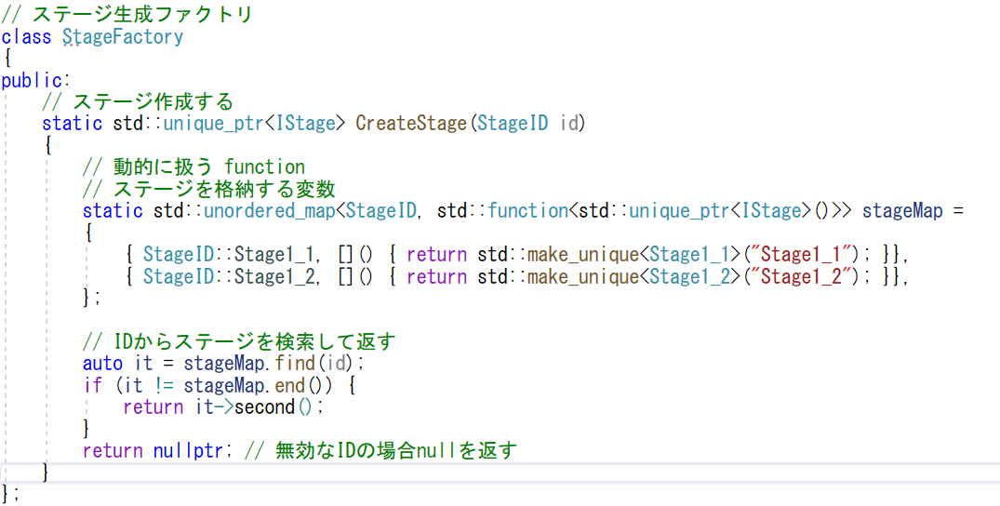 // ステージ生成ファクトリ
class StageFactory
{
public:
    // ステージ作成する
    static std::unique_ptr<IStage> CreateStage(StageID id)
    {
        // 動的に扱う function
        // ステージを格納する変数
        static std::unordered_map<StageID, std::function<std::unique_ptr<IStage>()>> stageMap =
        {
            { StageID::Stage1_1, []() { return std::make_unique<Stage1_1>("Stage1_1"); }},
            { StageID::Stage1_2, []() { return std::make_unique<Stage1_2>("Stage1_2"); }},
        };

        // IDからステージを検索して返す
        auto it = stageMap.find(id);
        if (it != stageMap.end()) {
            return it->second();
        }
        return nullptr; // 無効なIDの場合nullを返す
    }
};